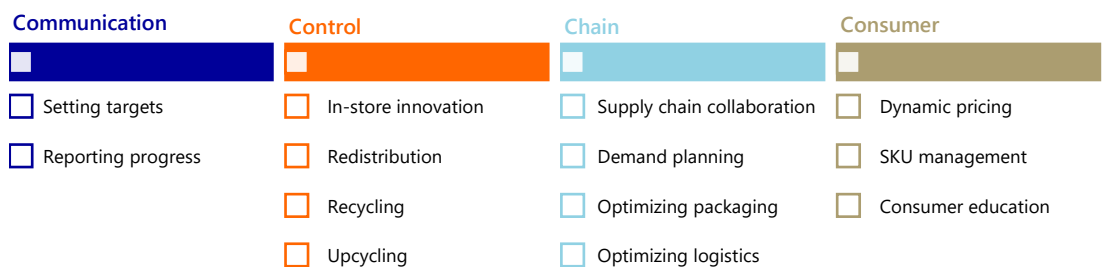 Communication
Setting targets
Reporting progress
Control
In-store innovation
Redistribution
Recycling
Upcycling
Chain
Supply chain collaboration
Demand planning
Optimizing packaging
Optimizing logistics
Consumer
Dynamic pricing
SKU management
Consumer education